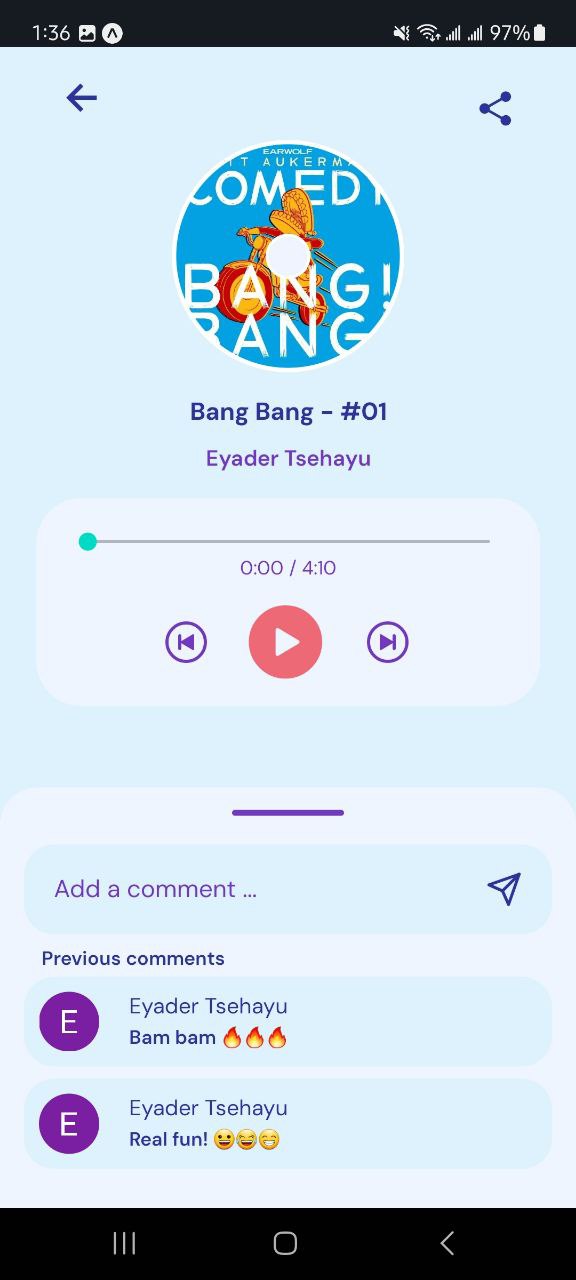 1:36
97%
EARWOLF
TT AUKERMA
COMEDY
BANG!
BANG
Bang Bang - #01
Eyader Tsehayu
0:00 / 4:10
Add a comment ...
Previous comments
E
Eyader Tsehayu
Bam bam 🔥🔥🔥
E
Eyader Tsehayu
Real fun! 😀😆😁